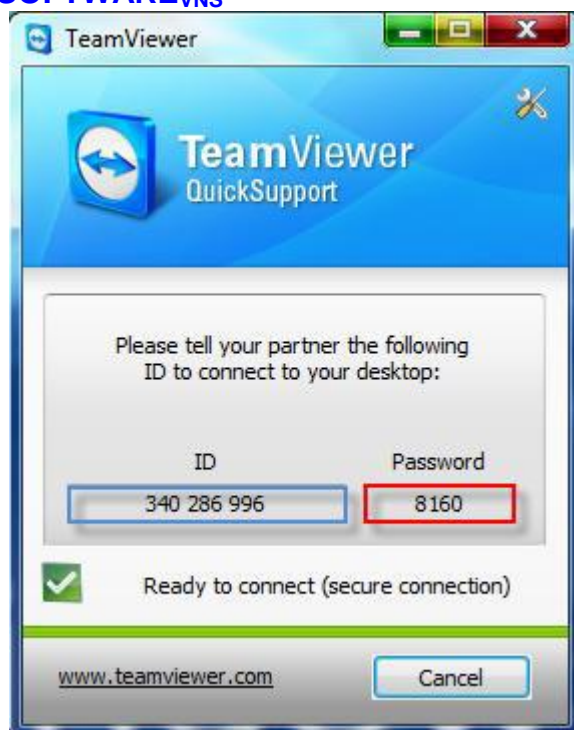 SOFTWAREVNS
TeamViewer
TeamViewer
QuickSupport
Please tell your partner the following
ID to connect to your desktop:
ID Password
340 286 996 8160
Ready to connect (secure connection)
www.teamviewer.com Cancel